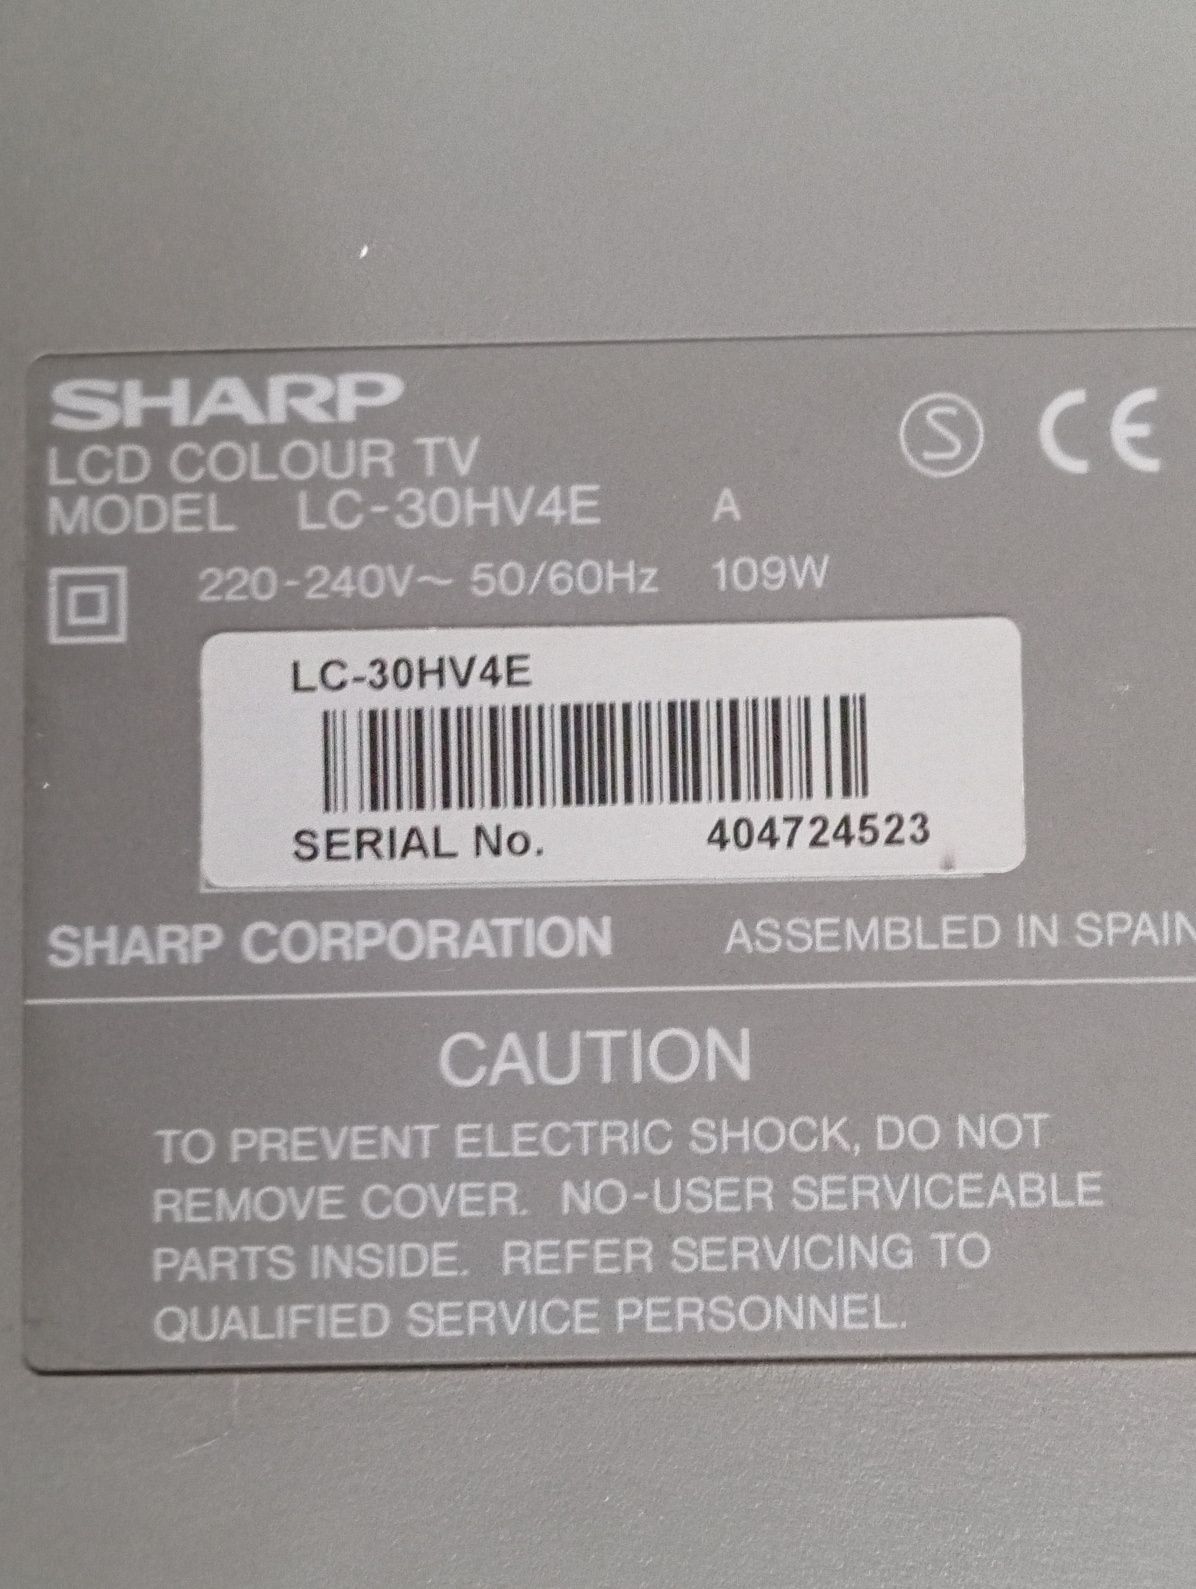 SHARP
LCD COLOUR TV
MODEL LC-30HV4E A
S CE
220-240V~ 50/60Hz 109W
LC-30HV4E
SERIAL No. 404724523
SHARP CORPORATION ASSEMBLED IN SPAIN
CAUTION
TO PREVENT ELECTRIC SHOCK, DO NOT
REMOVE COVER. NO-USER SERVICEABLE
PARTS INSIDE. REFER SERVICING TO
QUALIFIED SERVICE PERSONNEL.